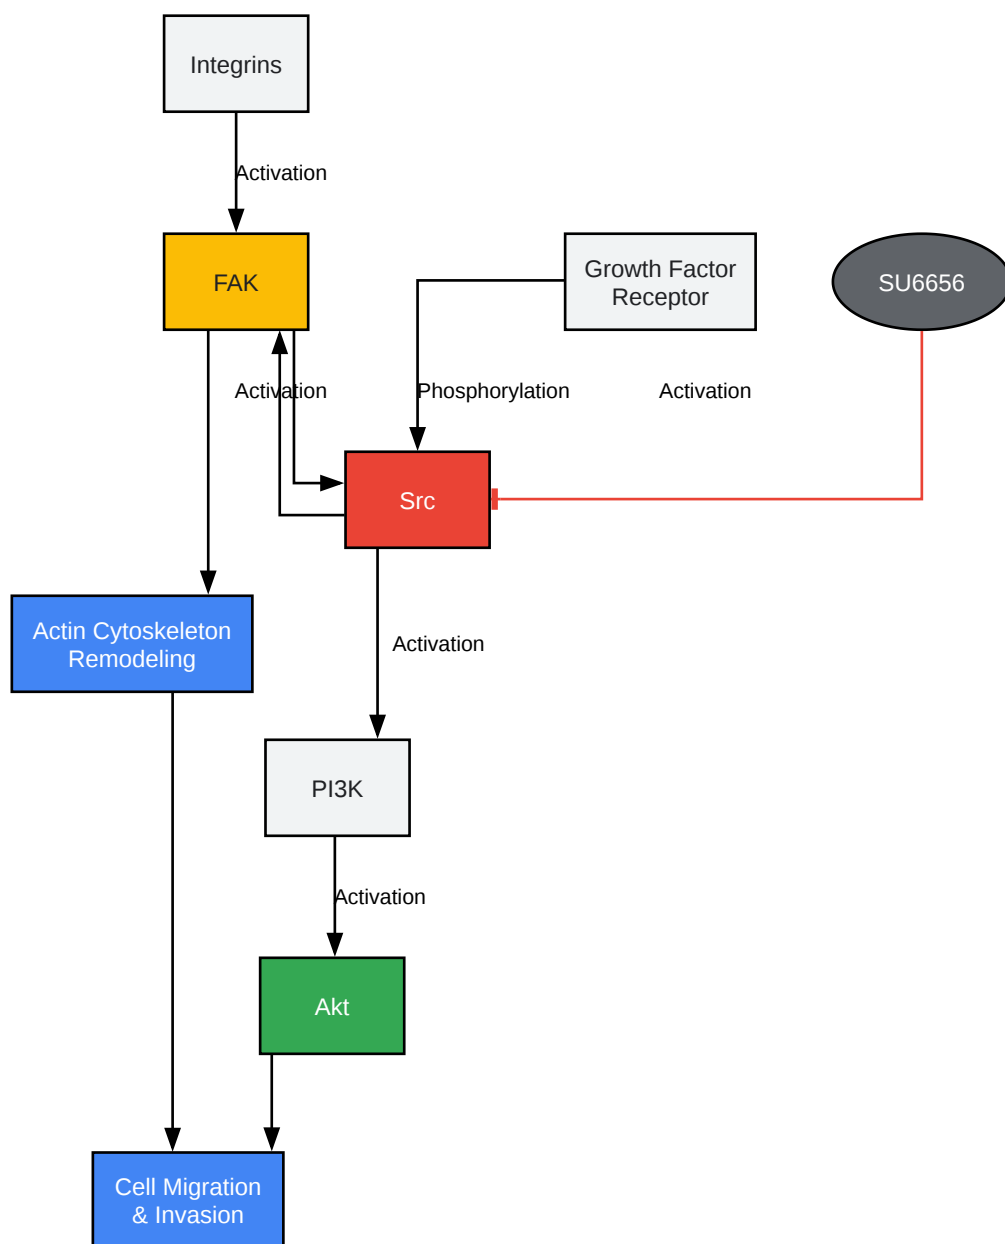 Integrins
Activation
FAK
Growth Factor
Receptor
SU6656
Activation
Phosphorylation
Activation
Src
Actin Cytoskeleton
Remodeling
Activation
PI3K
Activation
Akt
Cell Migration
& Invasion